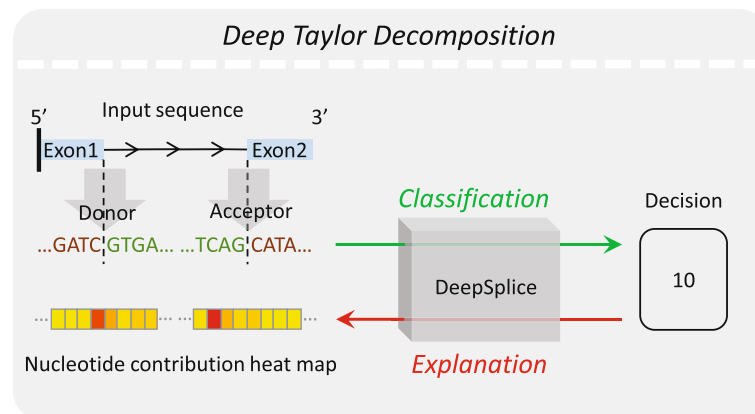 Deep Taylor Decomposition
Input sequence
5’ 3’
Exon1 Exon2
Donor Acceptor
...GATC GTGA... ...TCAG CATA...
Nucleotide contribution heat map
Classification
DeepSplice
Explanation
Decision
10